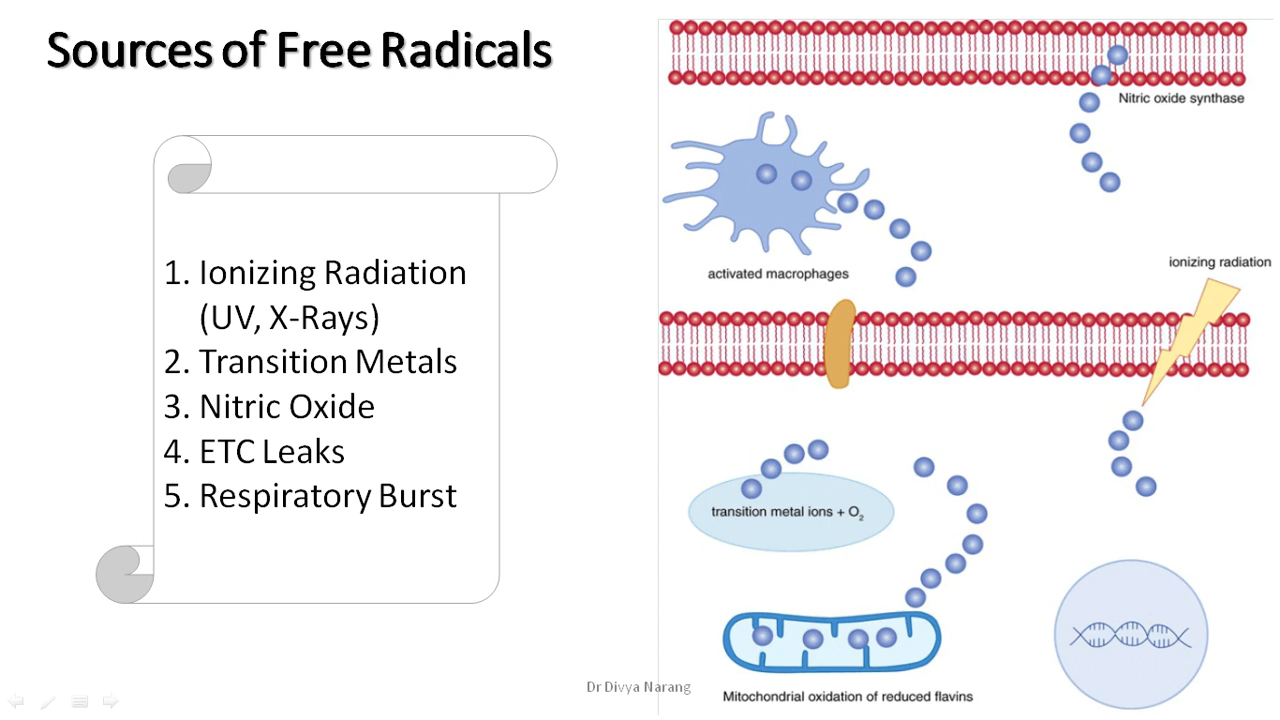 Sources of Free Radicals
1. Ionizing Radiation
(UV, X-Rays)
2. Transition Metals
3. Nitric Oxide
4. ETC Leaks
5. Respiratory Burst
Nitric oxide synthase
activated macrophages
ionizing radiation
transition metal ions + O₂
Mitochondrial oxidation of reduced flavins
Dr Divya Narang